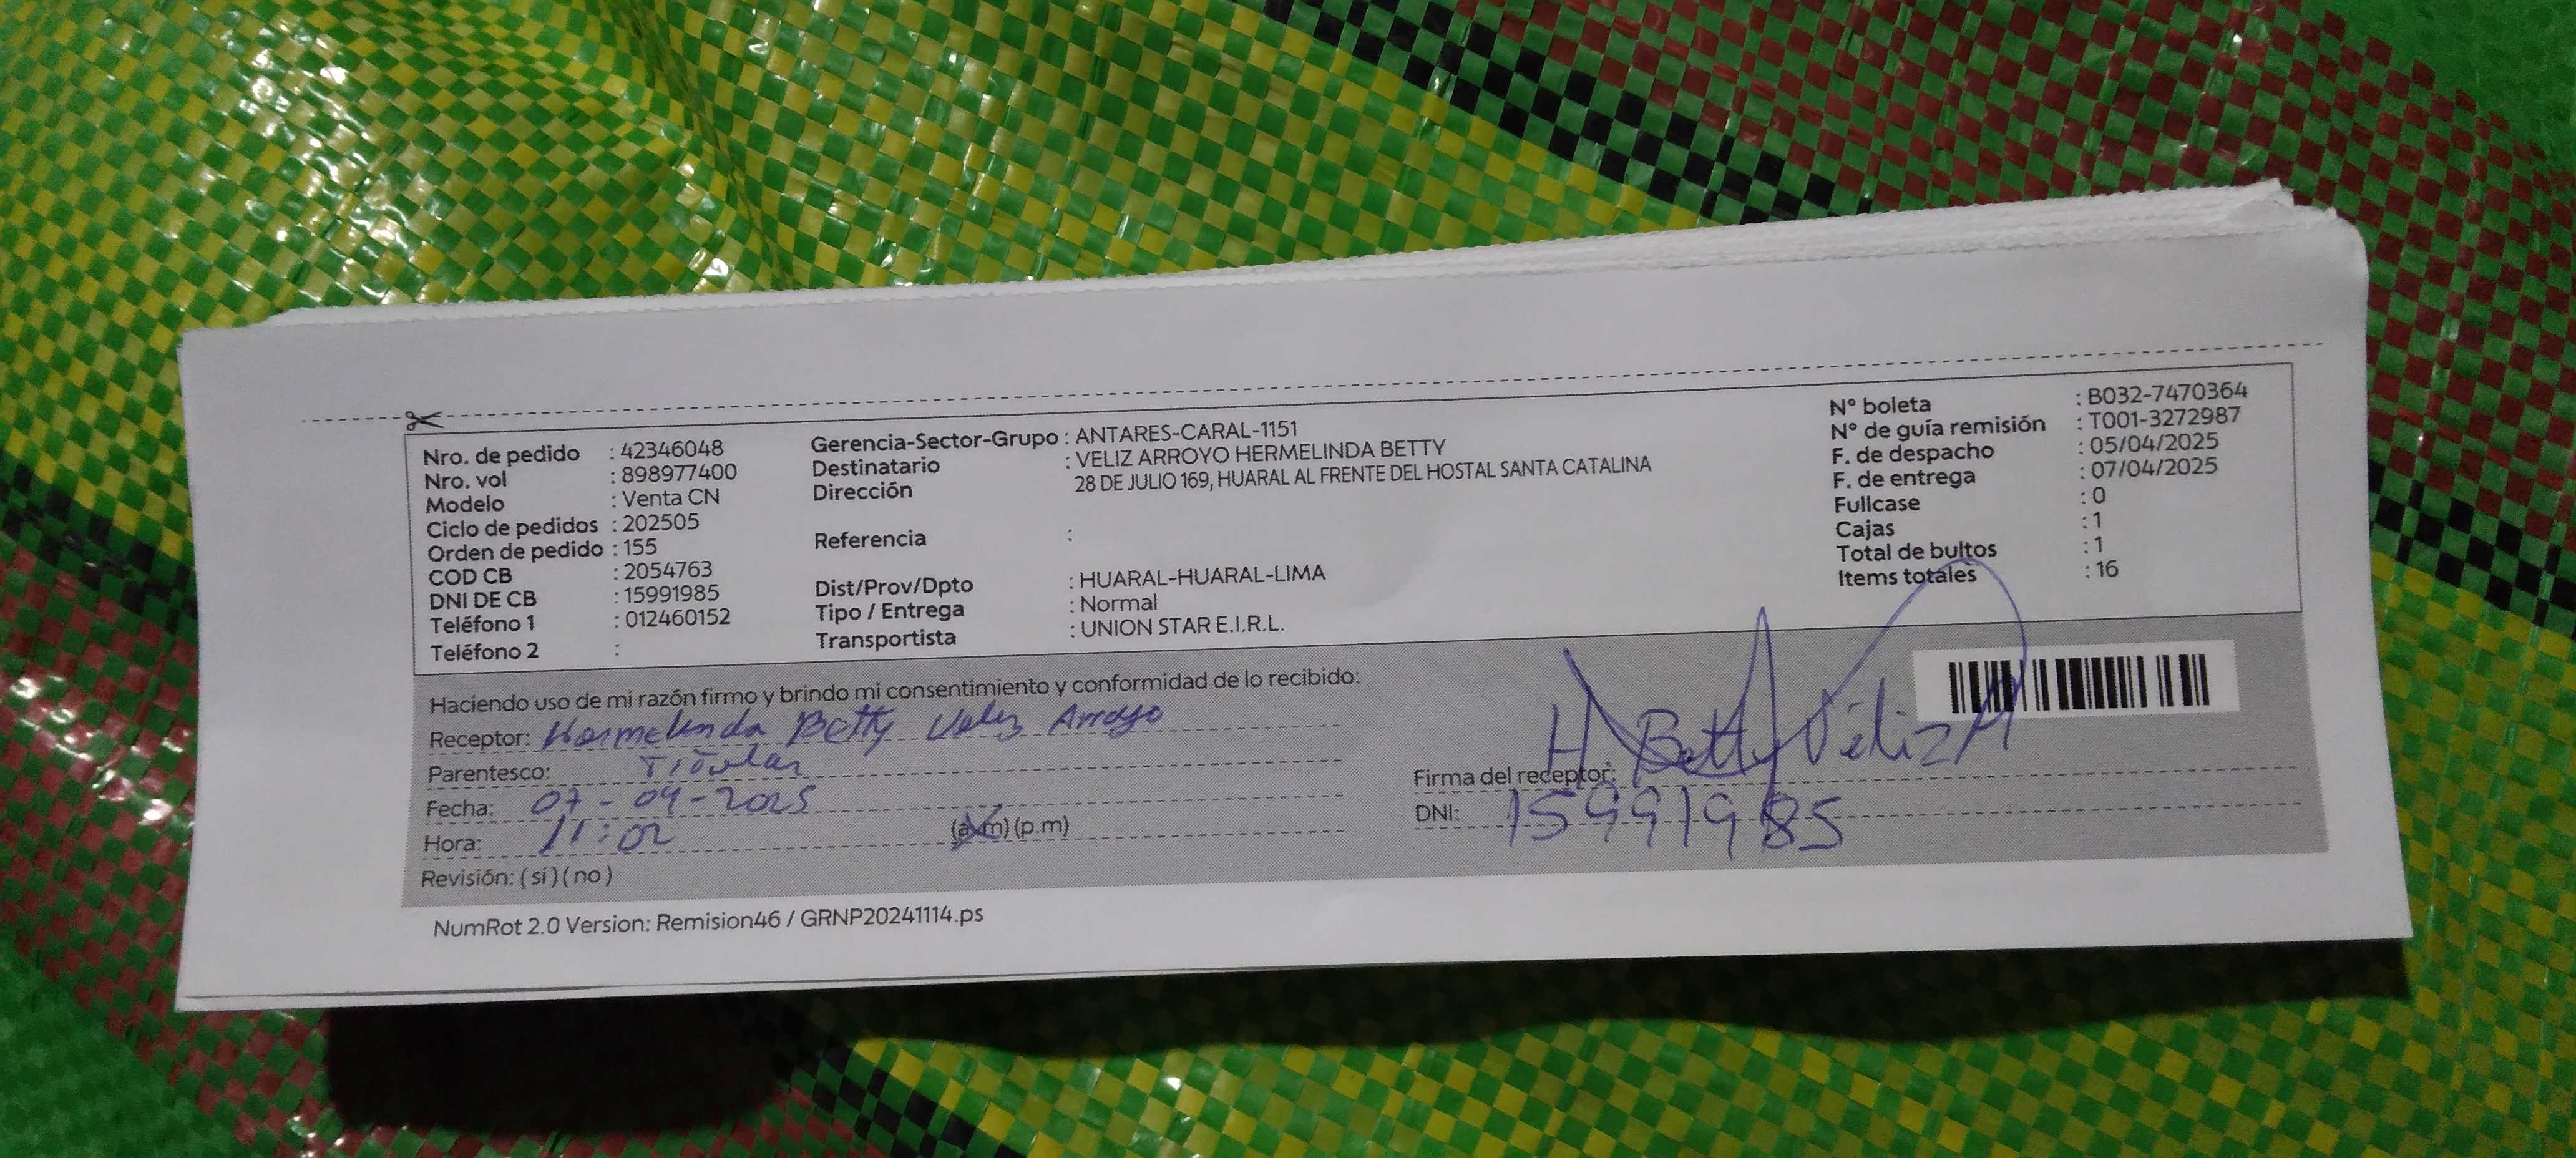 Nro. de pedido : 42346048
Nro. vol : 898977400
Modelo : Venta CN
Ciclo de pedidos : 202505
Orden de pedido : 155
COD CB : 2054763
DNI DE CB : 15991985
Teléfono 1 : 012460152
Teléfono 2 :
Gerencia-Sector-Grupo : ANTARES-CARAL-1151
Destinatario : VELIZ ARROYO HERMELINDA BETTY
Dirección 28 DE JULIO 169, HUARAL AL FRENTE DEL HOSTAL SANTA CATALINA
Referencia :
Dist/Prov/Dpto : HUARAL-HUARAL-LIMA
Tipo / Entrega : Normal
Transportista : UNION STAR E.I.R.L.
N° boleta : B032-7470364
N° de guía remisión : T001-3272987
F. de despacho : 05/04/2025
F. de entrega : 07/04/2025
Fullcase : 0
Cajas : 1
Total de bultos : 1
Items totales : 16
Haciendo uso de mi razón firmo y brindo mi consentimiento y conformidad de lo recibido:
Receptor: Hermelinda Betty Veliz Arroyo
Parentesco: Titular
Fecha: 07-04-2025
Hora: 11:02 (a.m) (p.m)
Revisión: (si) (no)
H. Betty Véliz A
Firma del receptor:
DNI: 15991985
NumRot 2.0 Version: Remision46 / GRNP20241114.ps